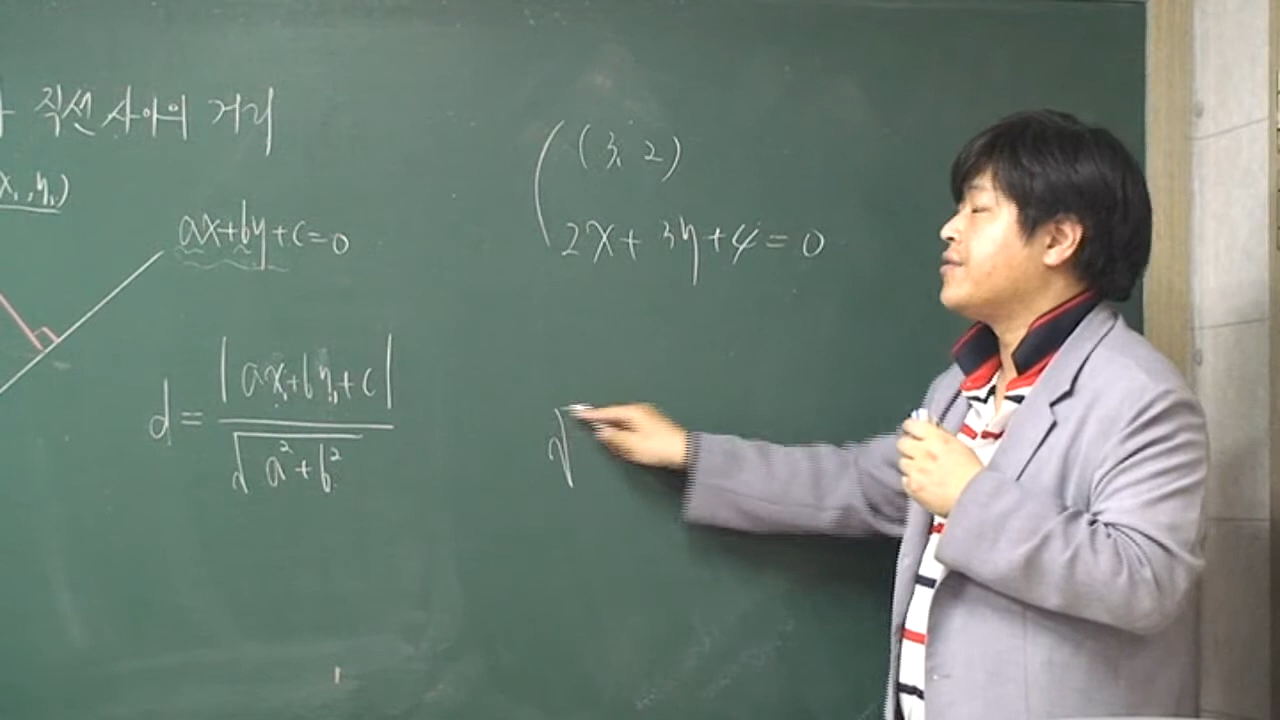 직선 사이의 거리
x₁, y₁)
ax+by+c=0
d = |ax₁+by₁+c| / √a²+b²
(3, 2)
2x+3y+4=0
√